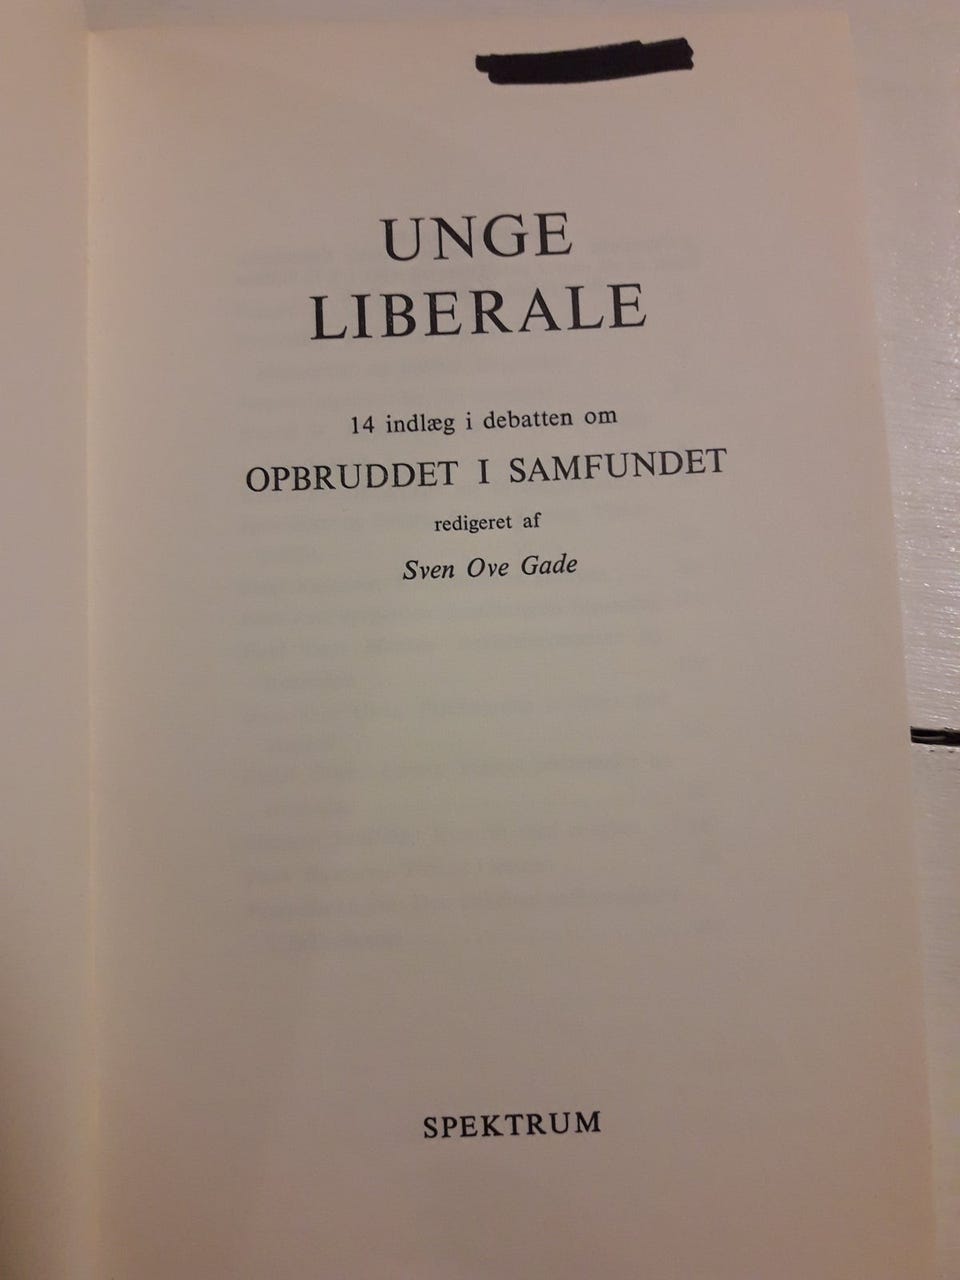 UNGE
LIBERALE
14 indlæg i debatten om
OPBRUDDET I SAMFUNDET
redigeret af
Sven Ove Gade
SPEKTRUM